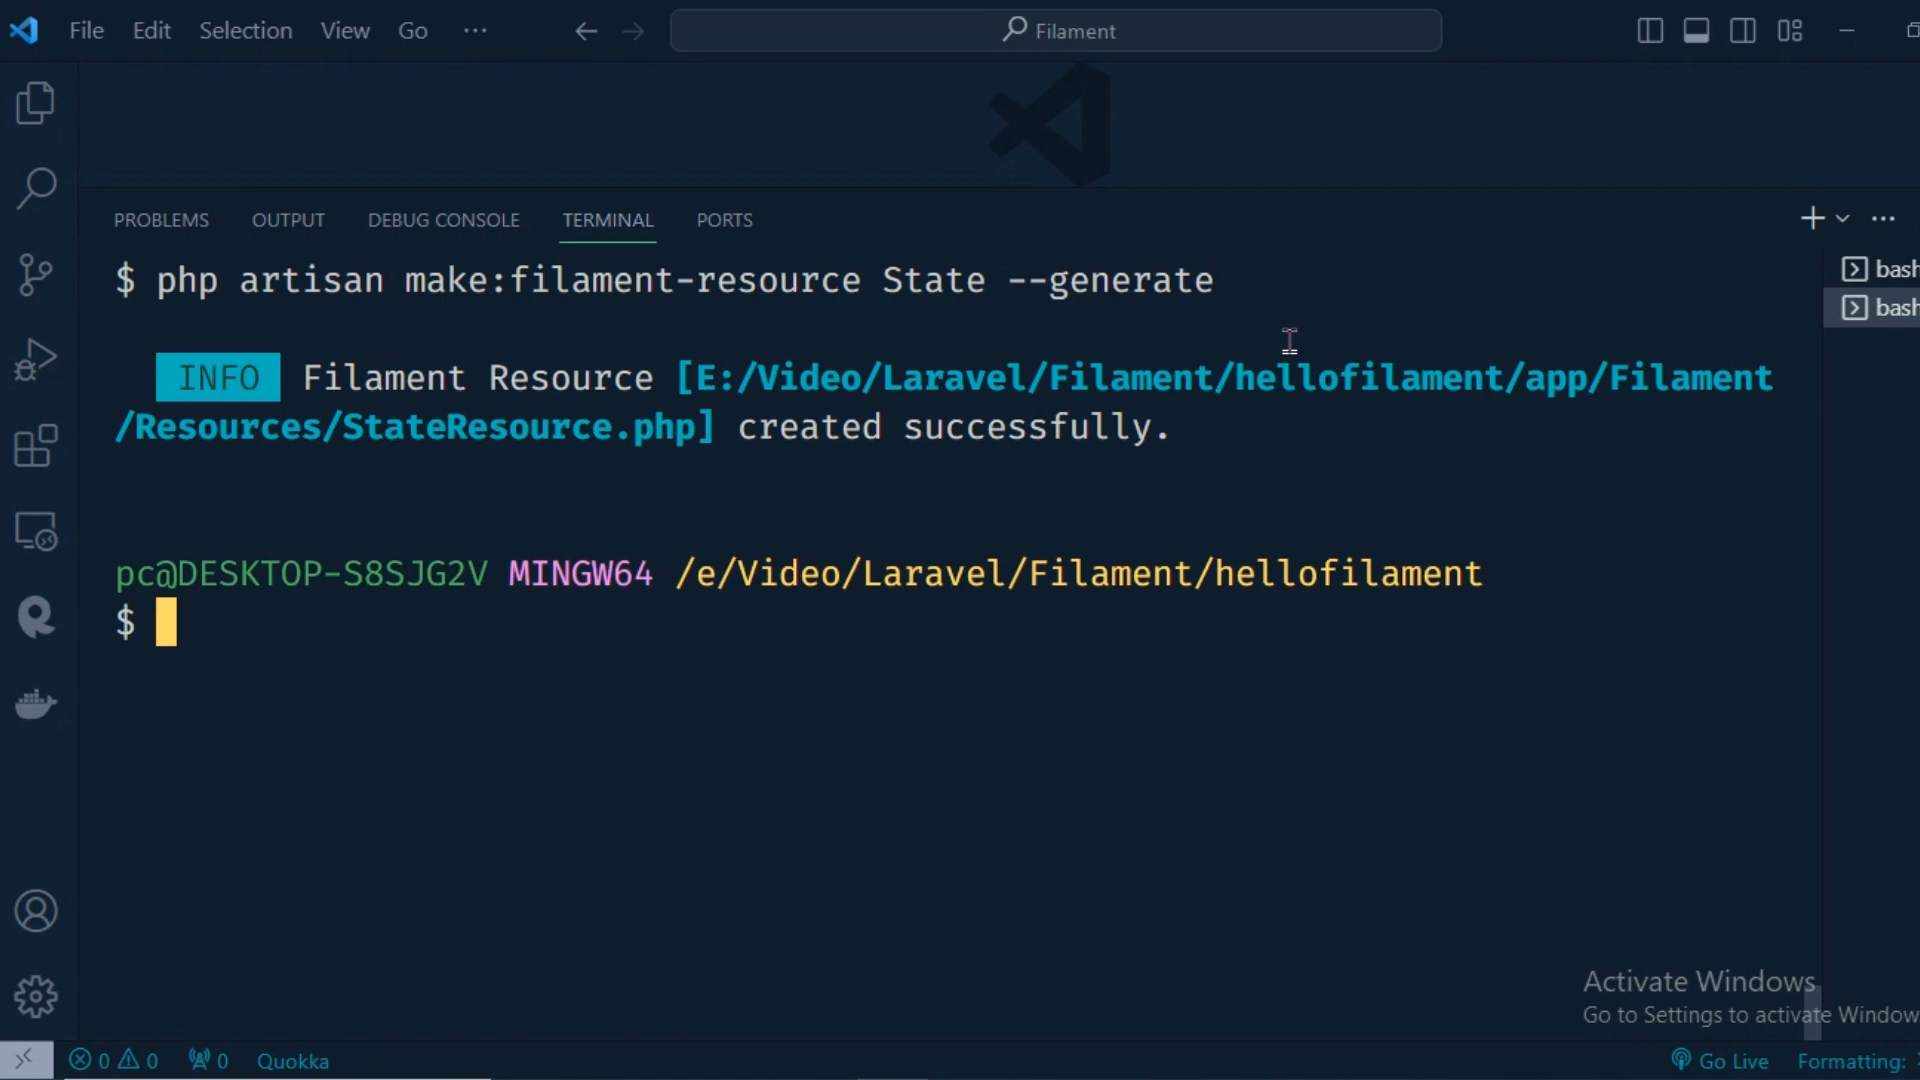 File Edit Selection View Go ··· Filament
PROBLEMS OUTPUT DEBUG CONSOLE TERMINAL PORTS
$ php artisan make:filament-resource State --generate
bash
INFO Filament Resource [E:/Video/Laravel/Filament/hellofilament/app/Filament
bash
/Resources/StateResource.php] created successfully.
pc@DESKTOP-S8SJG2V MINGW64 /e/Video/Laravel/Filament/hellofilament
$
Activate Windows
Go to Settings to activate Window
0 0 0 Quokka Go Live Formatting: